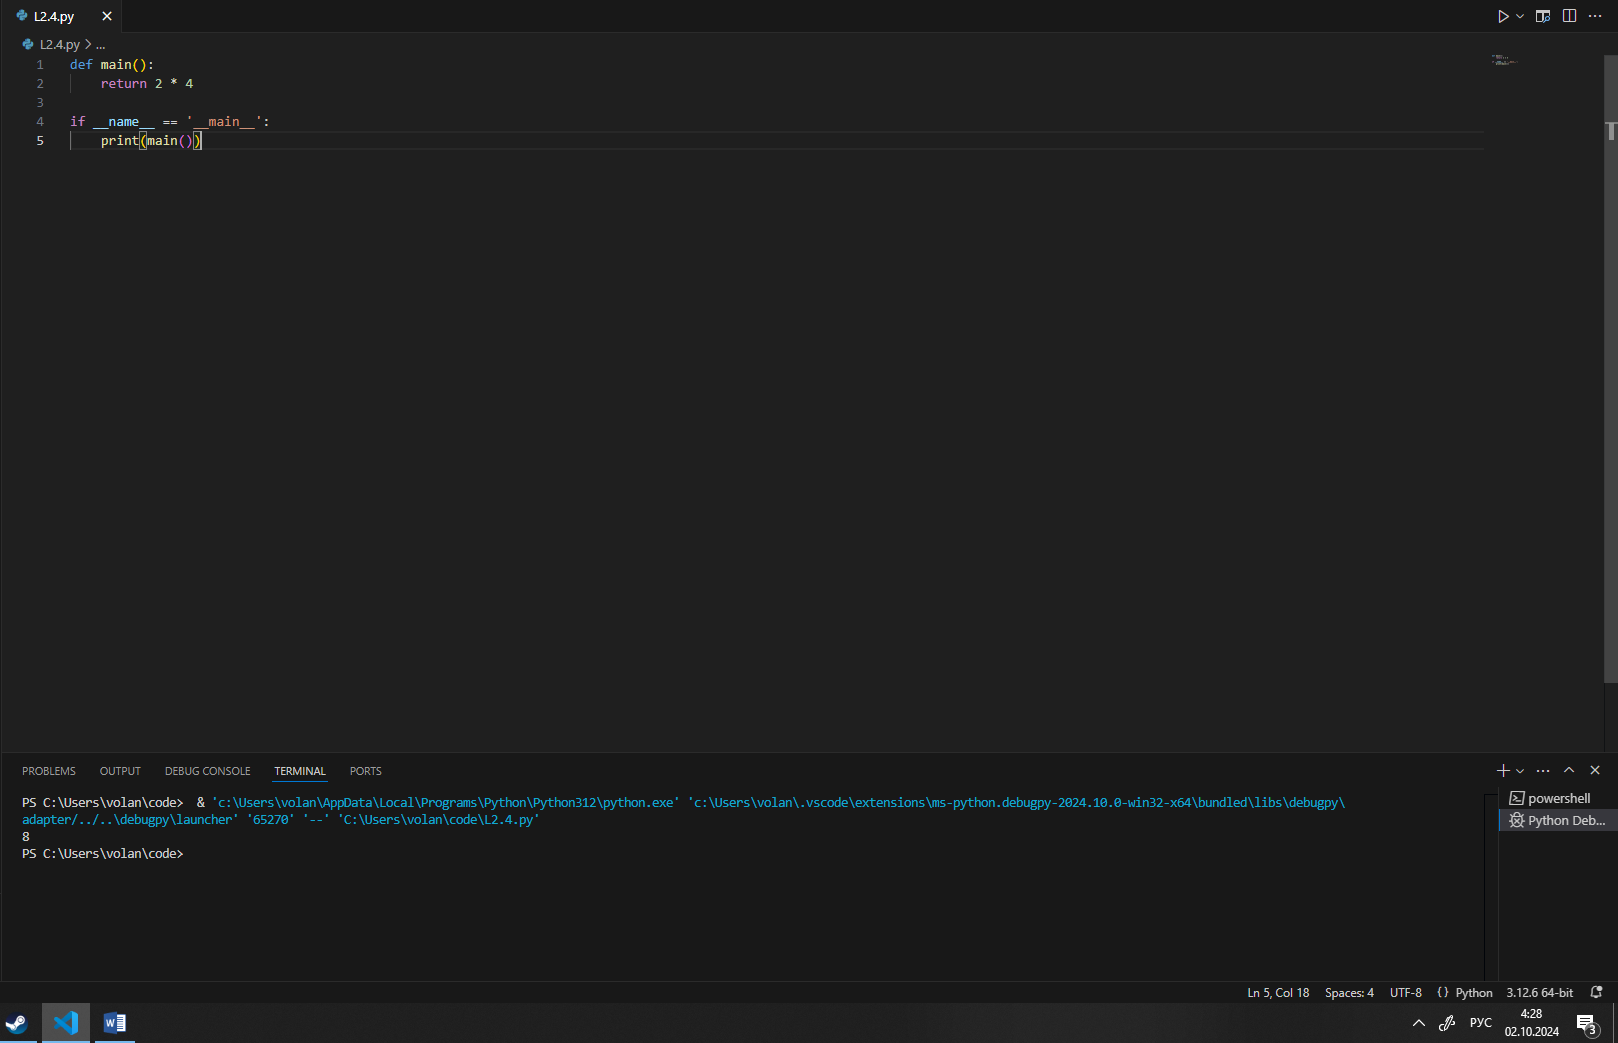 L2.4.py
L2.4.py > ...
1 def main():
2     return 2 * 4
3
4 if __name__ == '__main__':
5     print(main())
PROBLEMS OUTPUT DEBUG CONSOLE TERMINAL PORTS
PS C:\Users\volan\code>  & 'c:\Users\volan\AppData\Local\Programs\Python\Python312\python.exe' 'c:\Users\volan\.vscode\extensions\ms-python.debugpy-2024.10.0-win32-x64\bundled\libs\debugpy\
adapter/../..\debugpy\launcher' '65270' '--' 'C:\Users\volan\code\L2.4.py'
8
PS C:\Users\volan\code>
powershell
Python Deb...
Ln 5, Col 18 Spaces: 4 UTF-8 {} Python 3.12.6 64-bit
РУС
4:28
02.10.2024
3